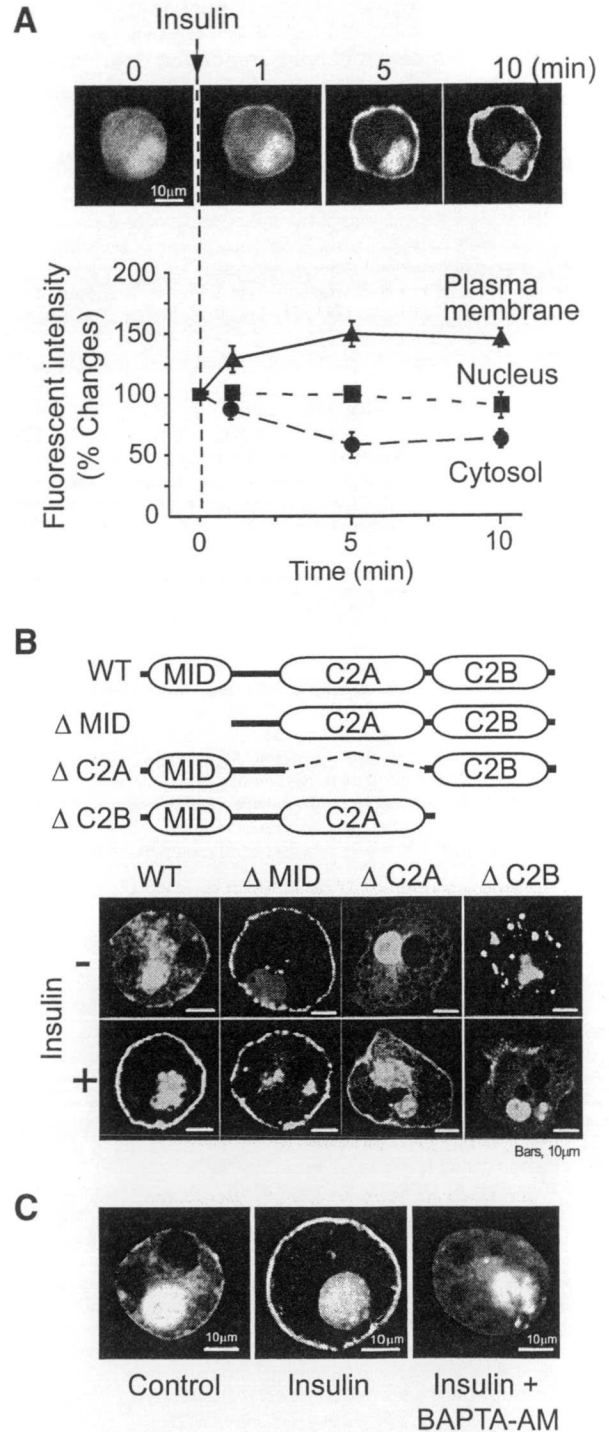 A
Insulin
0 1 5 10 (min)
10μm
200
150
100
50
0
Fluorescent intensity
(% Changes)
Plasma
membrane
Nucleus
Cytosol
0 5 10
Time (min)
B
WT MID C2A C2B
Δ MID C2A C2B
Δ C2A MID C2B
Δ C2B MID C2A
WT Δ MID Δ C2A Δ C2B
Insulin
-
+
Bars, 10μm
C
10μm 10μm 10μm
Control Insulin Insulin +
BAPTA-AM